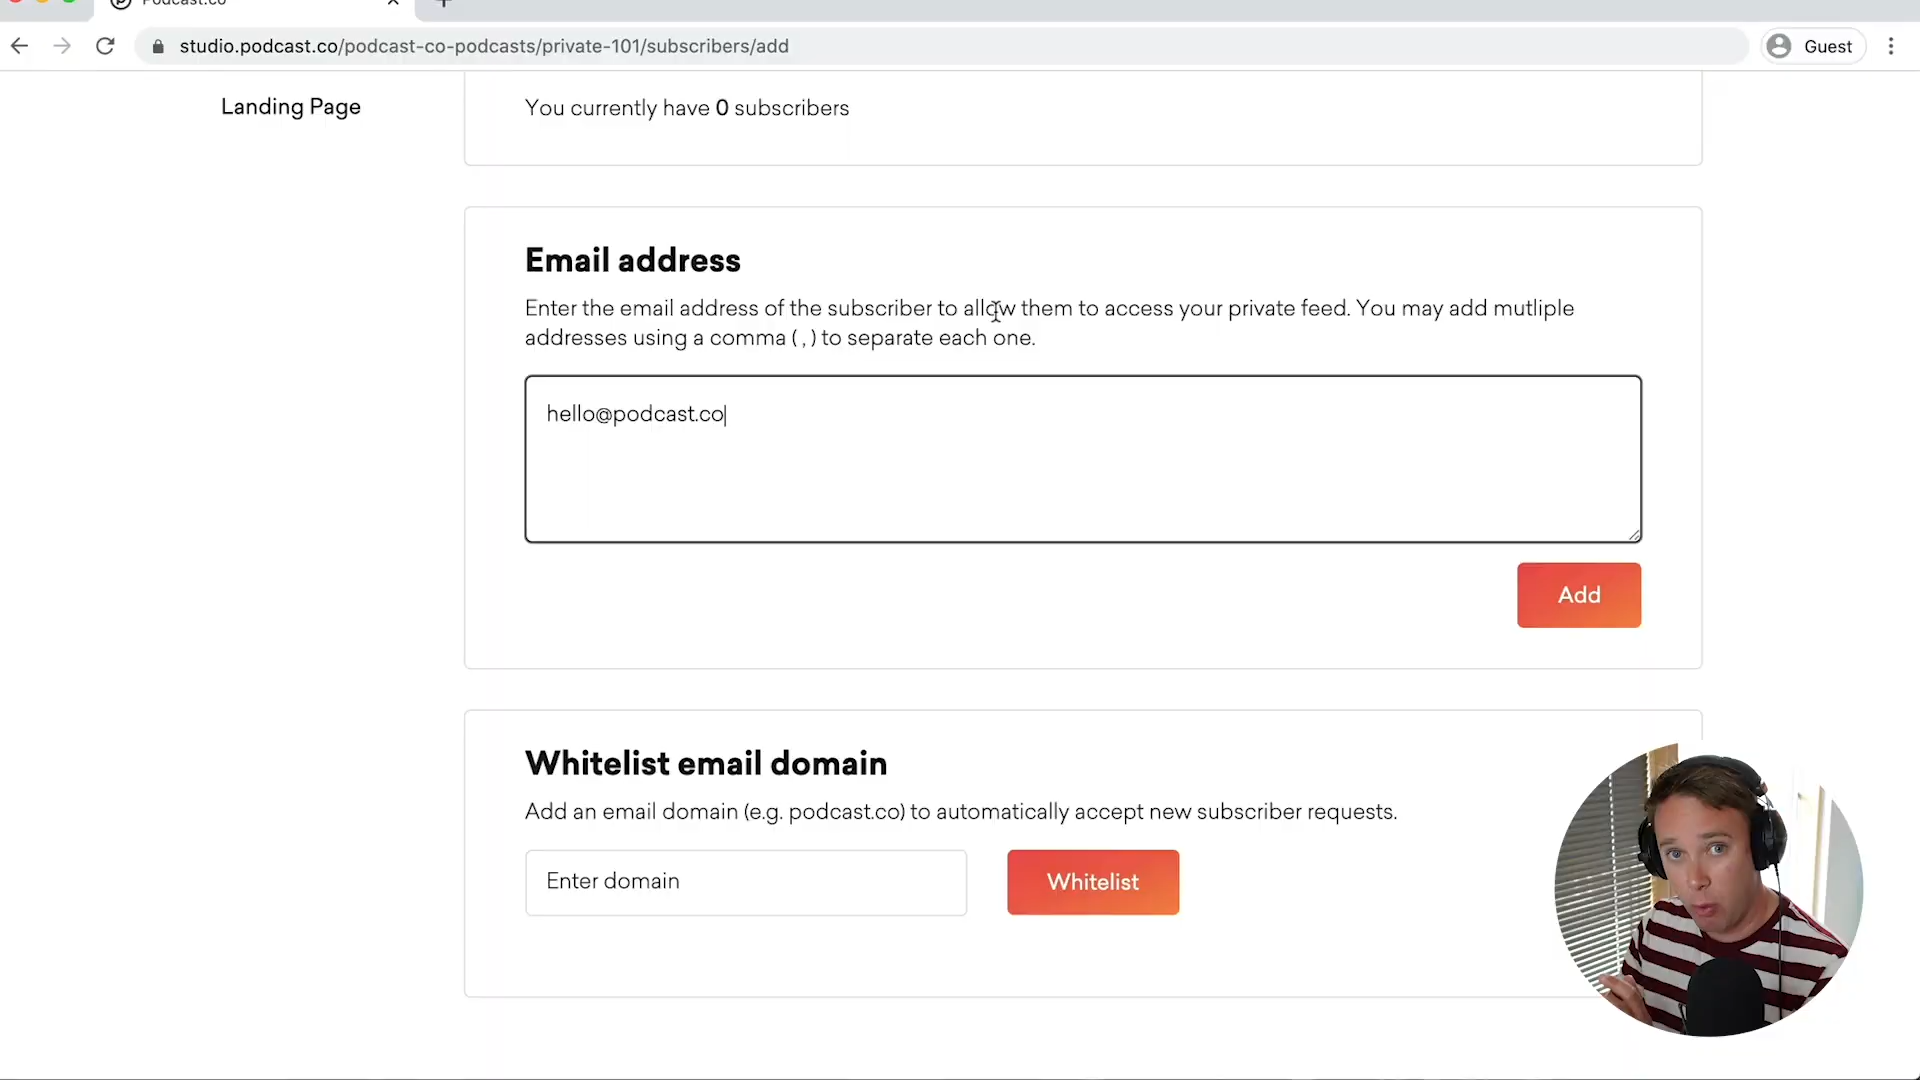 Podcast.co
studio.podcast.co/podcast-co-podcasts/private-101/subscribers/add
Guest
Landing Page
You currently have 0 subscribers
Email address
Enter the email address of the subscriber to allow them to access your private feed. You may add mutliple
addresses using a comma ( , ) to separate each one.
hello@podcast.co
Add
Whitelist email domain
Add an email domain (e.g. podcast.co) to automatically accept new subscriber requests.
Enter domain
Whitelist